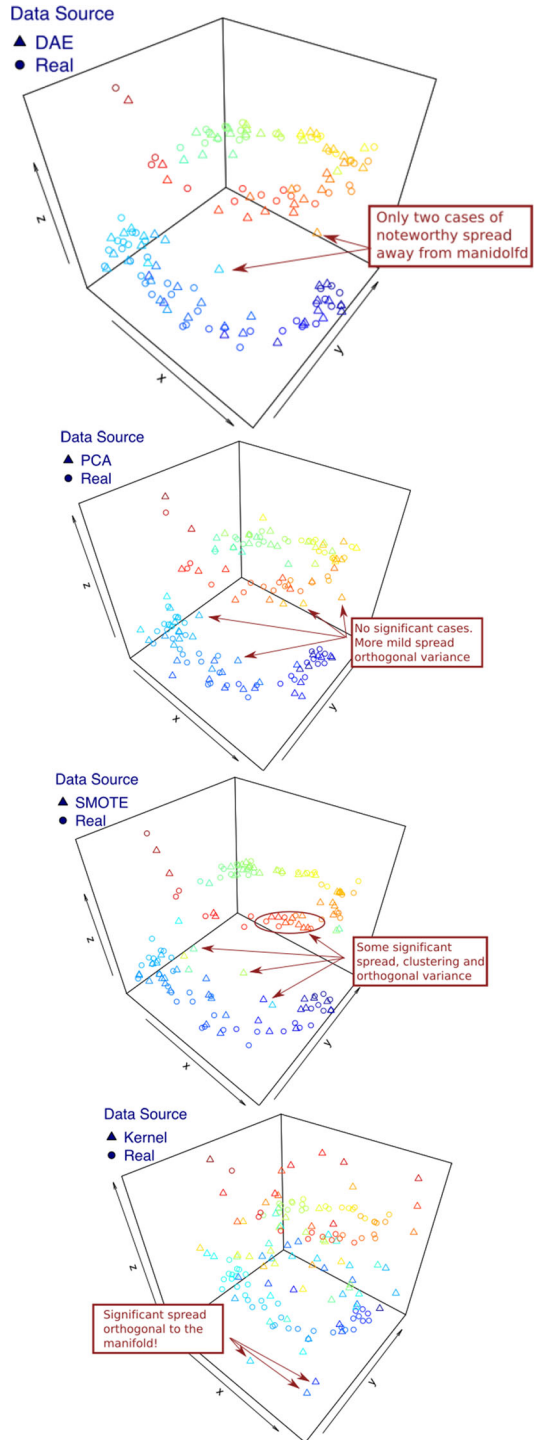 Data Source
DAE
Real
Only two cases of
noteworthy spread
away from manidolfd
z
x
y
Data Source
PCA
Real
No significant cases.
More mild spread
orthogonal variance
z
x
y
Data Source
SMOTE
Real
Some significant
spread, clustering and
orthogonal variance
z
x
y
Data Source
Kernel
Real
Significant spread
orthogonal to the
manifold!
z
x
y